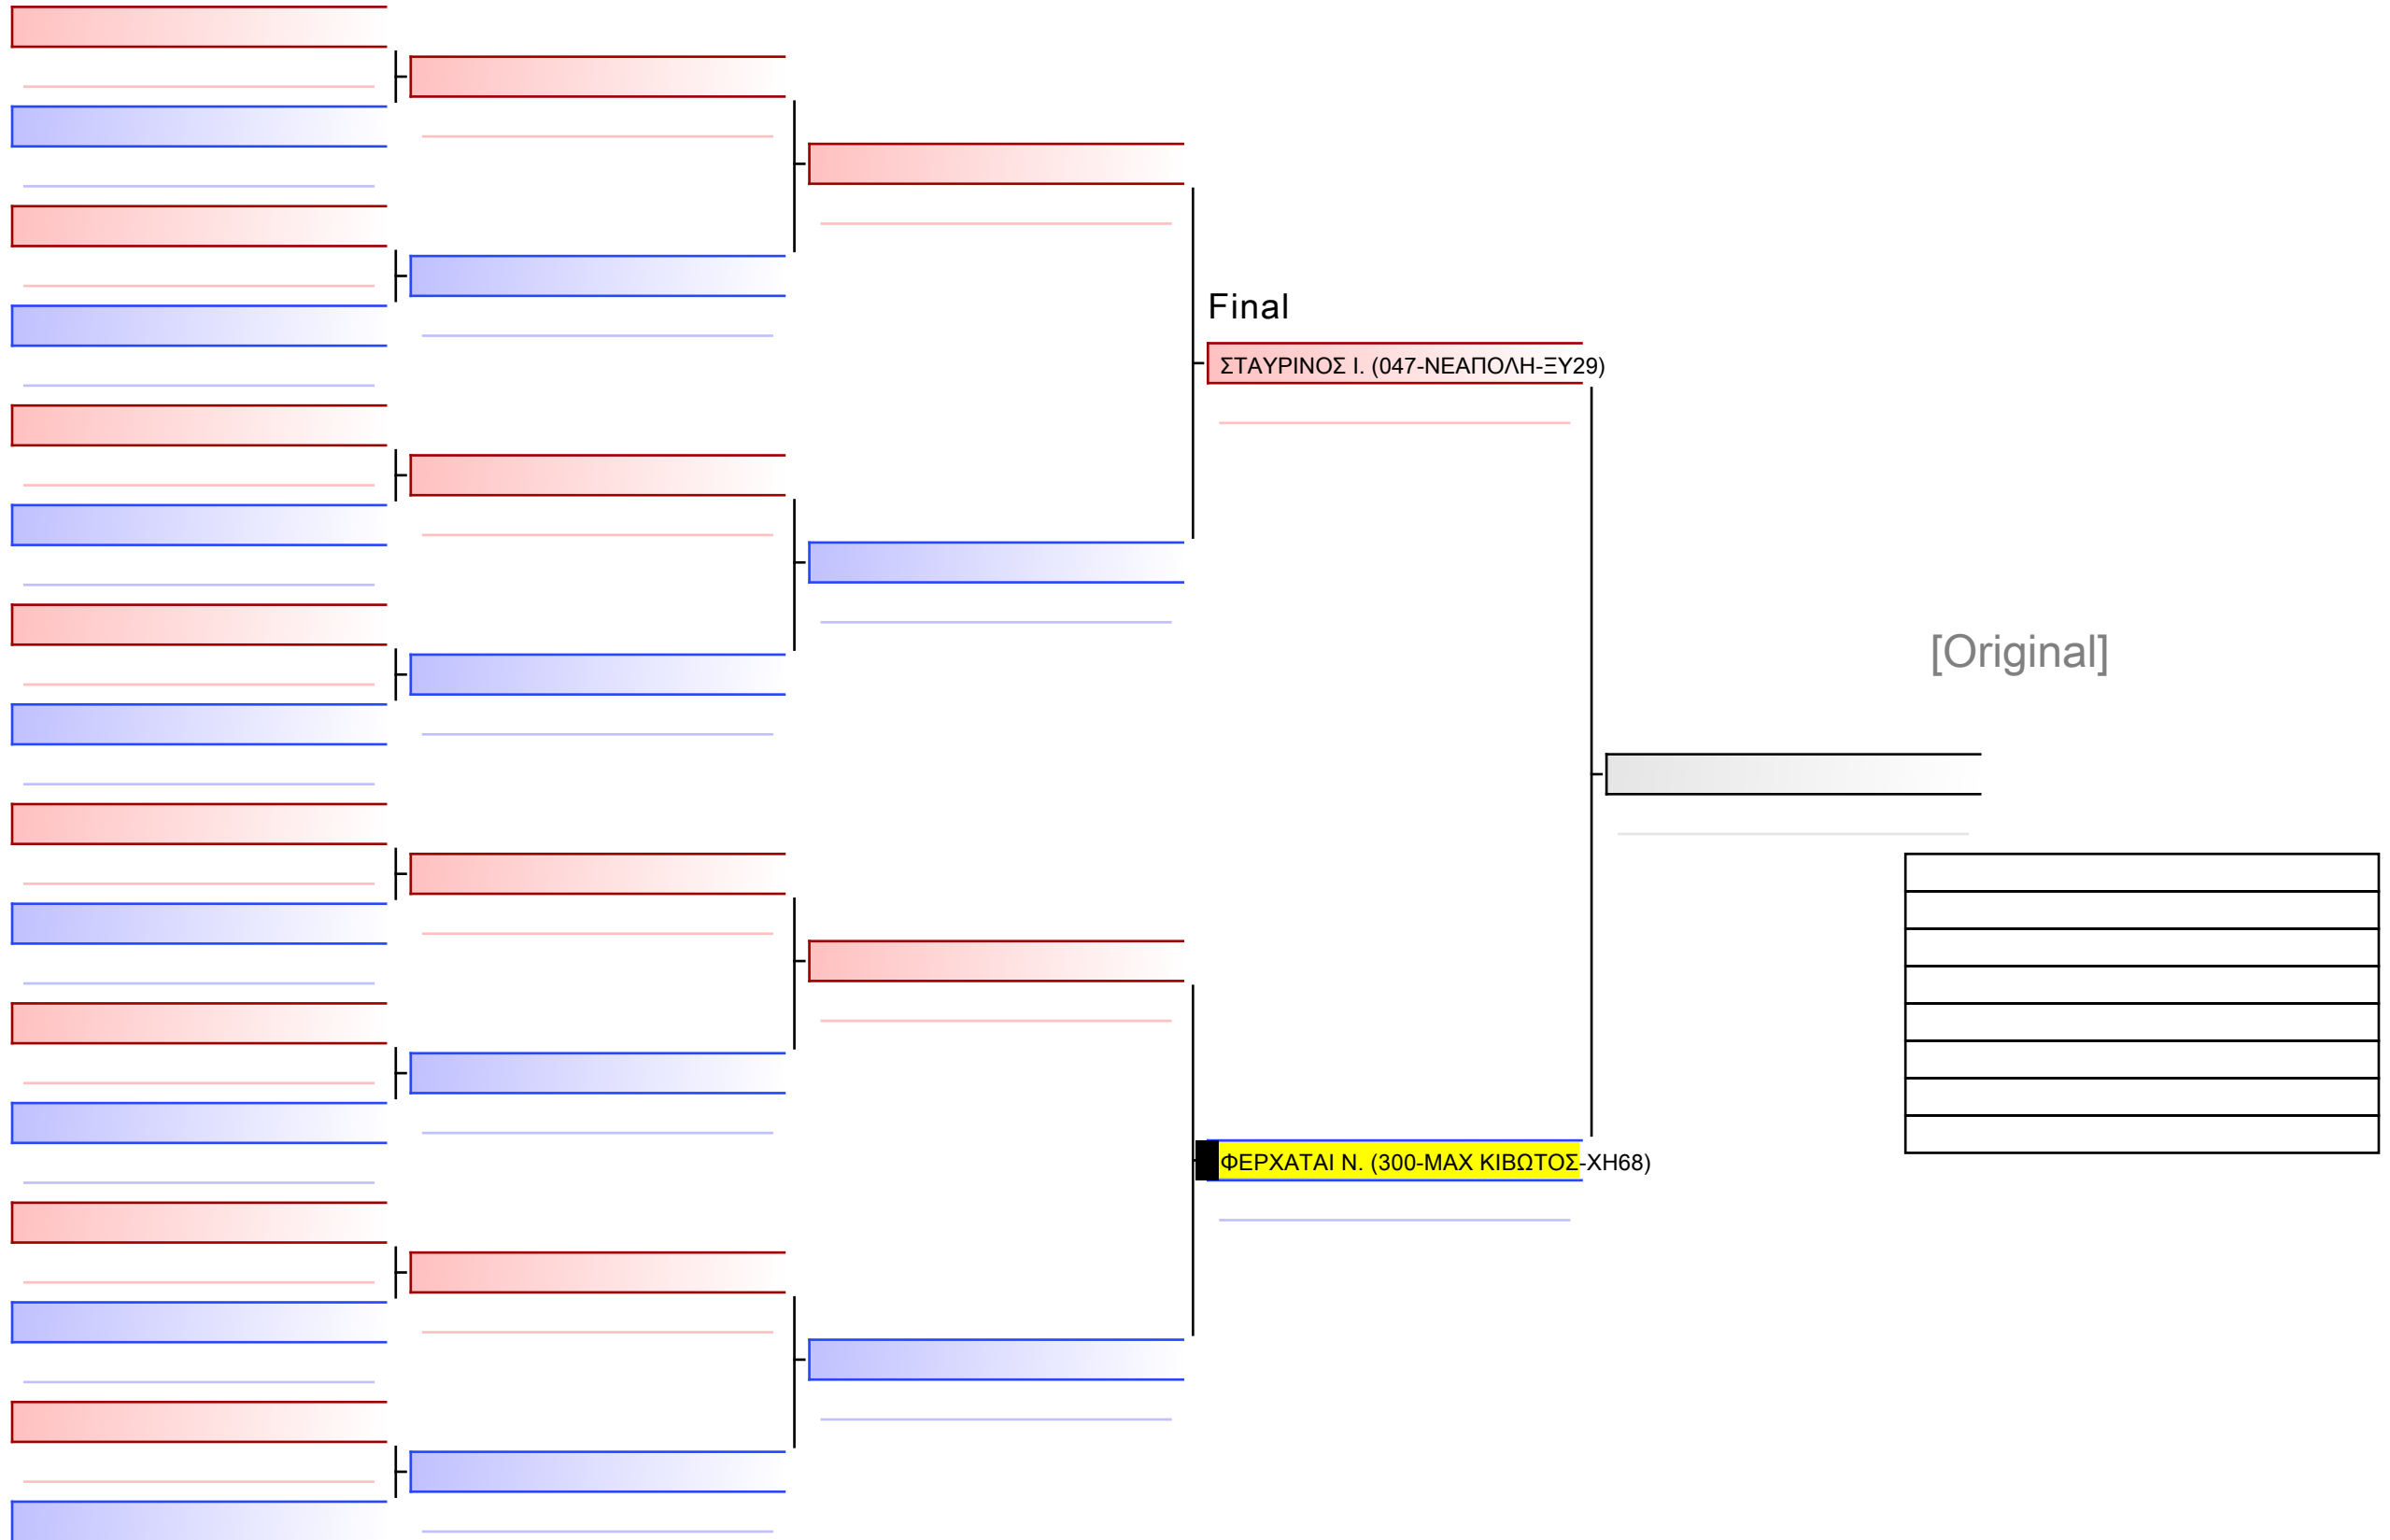 Final
ΣΤΑΥΡΙΝΟΣ Ι. (047-ΝΕΑΠΟΛΗ-ΞΥ29)
[Original]
ΦΕΡΧΑΤΑΙ Ν. (300-ΜΑΧ ΚΙΒΩΤΟΣ-ΧΗ68)